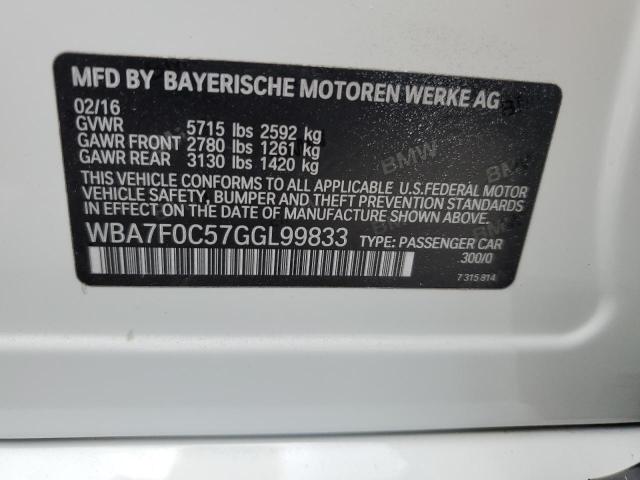 MFD BY BAYERISCHE MOTOREN WERKE AG
02/16
GVWR 5715 lbs 2592 kg
GAWR FRONT 2780 lbs 1261 kg
GAWR REAR 3130 lbs 1420 kg
BMW
THIS VEHICLE CONFORMS TO ALL APPLICABLE U.S.FEDERAL MOTOR
VEHICLE SAFETY, BUMPER AND THEFT PREVENTION STANDARDS
IN EFFECT ON THE DATE OF MANUFACTURE SHOWN ABOVE.
WBA7F0C57GGL99833 TYPE: PASSENGER CAR
300/0
7 315 814